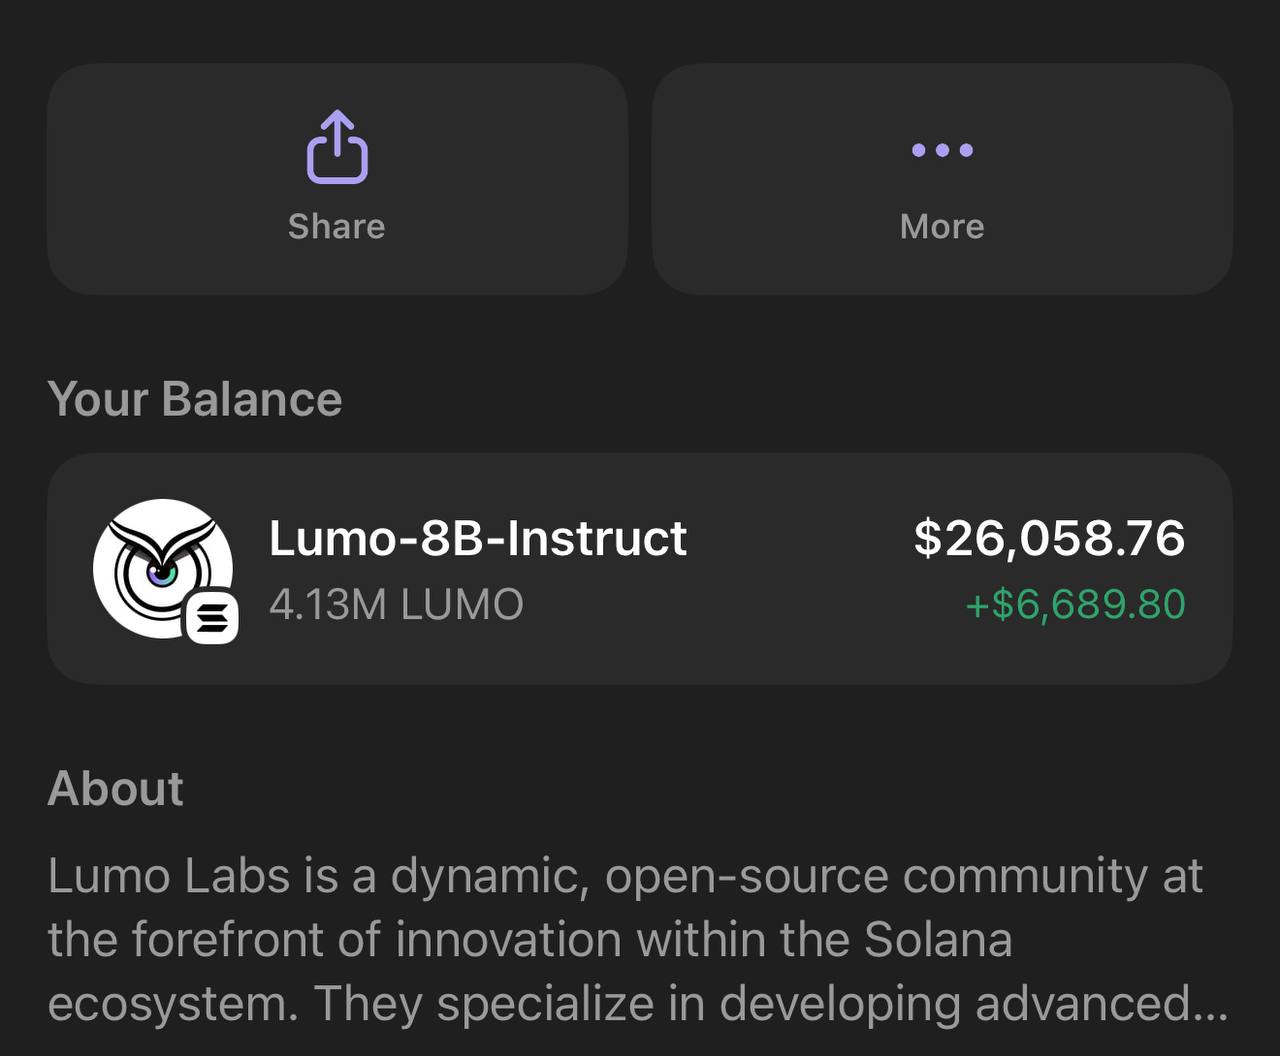 Share
More
Your Balance
Lumo-8B-Instruct
$26,058.76
4.13M LUMO
+$6,689.80
About
Lumo Labs is a dynamic, open-source community at
the forefront of innovation within the Solana
ecosystem. They specialize in developing advanced...